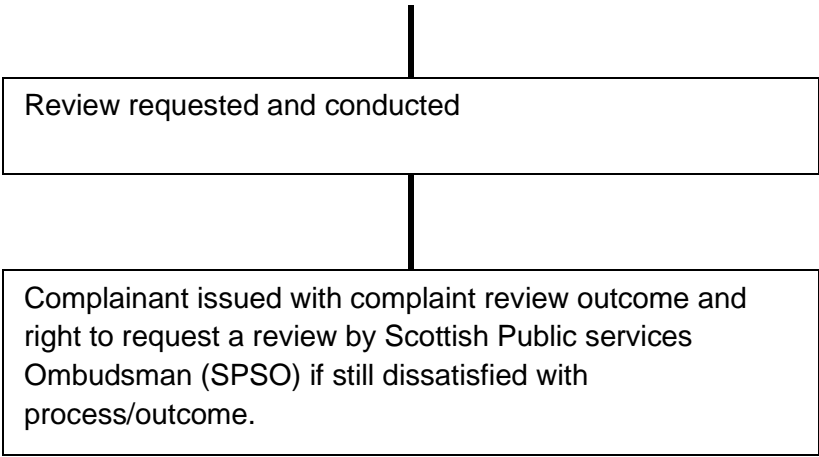 Review requested and conducted
Complainant issued with complaint review outcome and
right to request a review by Scottish Public services
Ombudsman (SPSO) if still dissatisfied with
process/outcome.